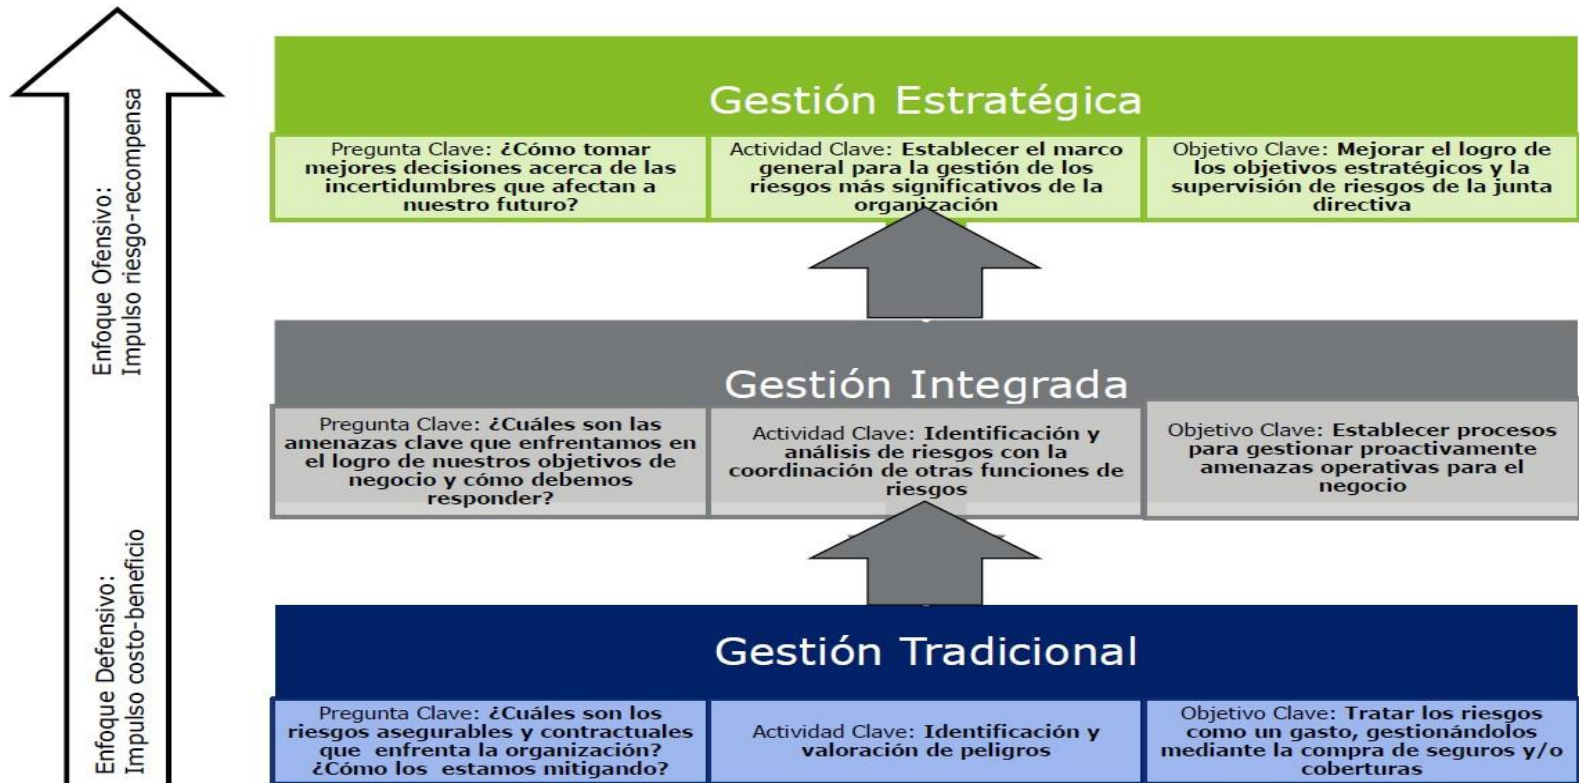 Enfoque Ofensivo:
Impulso riesgo-recompensa
Enfoque Defensivo:
Impulso costo-beneficio
Gestión Estratégica
Pregunta Clave: ¿Cómo tomar
mejores decisiones acerca de las
incertidumbres que afectan a
nuestro futuro?
Actividad Clave: Establecer el marco
general para la gestión de los
riesgos más significativos de la
organización
Objetivo Clave: Mejorar el logro de
los objetivos estratégicos y la
supervisión de riesgos de la junta
directiva
Gestión Integrada
Pregunta Clave: ¿Cuáles son las
amenazas clave que enfrentamos en
el logro de nuestros objetivos de
negocio y cómo debemos
responder?
Actividad Clave: Identificación y
análisis de riesgos con la
coordinación de otras funciones de
riesgos
Objetivo Clave: Establecer procesos
para gestionar proactivamente
amenazas operativas para el
negocio
Gestión Tradicional
Pregunta Clave: ¿Cuáles son los
riesgos asegurables y contractuales
que enfrenta la organización?
¿Cómo los estamos mitigando?
Actividad Clave: Identificación y
valoración de peligros
Objetivo Clave: Tratar los riesgos
como un gasto, gestionándolos
mediante la compra de seguros y/o
coberturas